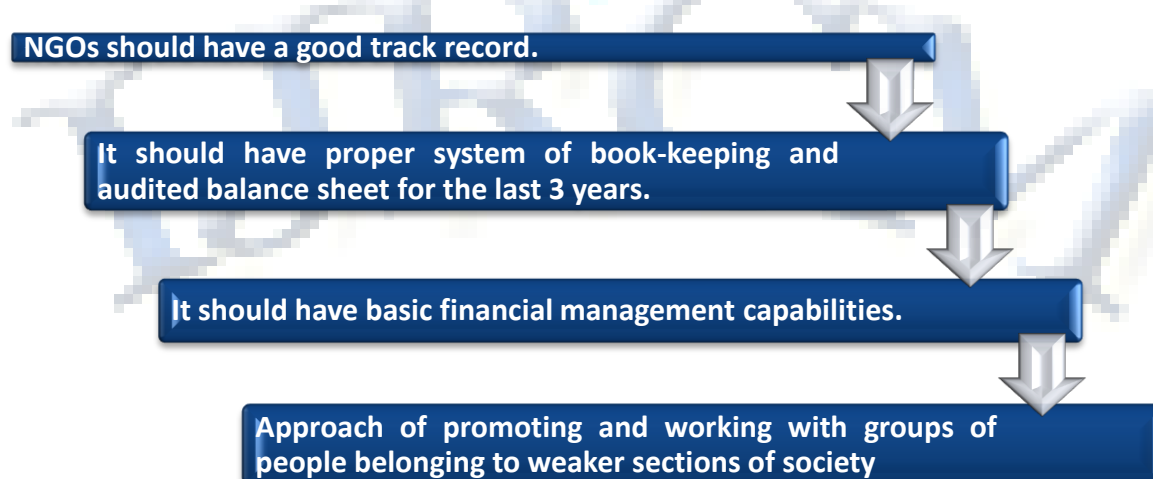 NGOs should have a good track record.
It should have proper system of book-keeping and
audited balance sheet for the last 3 years.
It should have basic financial management capabilities.
Approach of promoting and working with groups of
people belonging to weaker sections of society